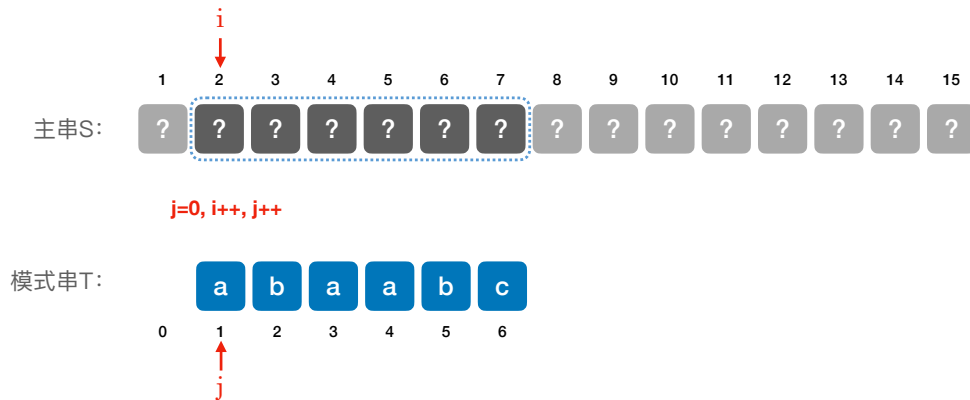 i
1 2 3 4 5 6 7 8 9 10 11 12 13 14 15
主串S: ? ? ? ? ? ? ? ? ? ? ? ? ? ? ?
j=0, i++, j++
模式串T: a b a a b c
0 1 2 3 4 5 6
j